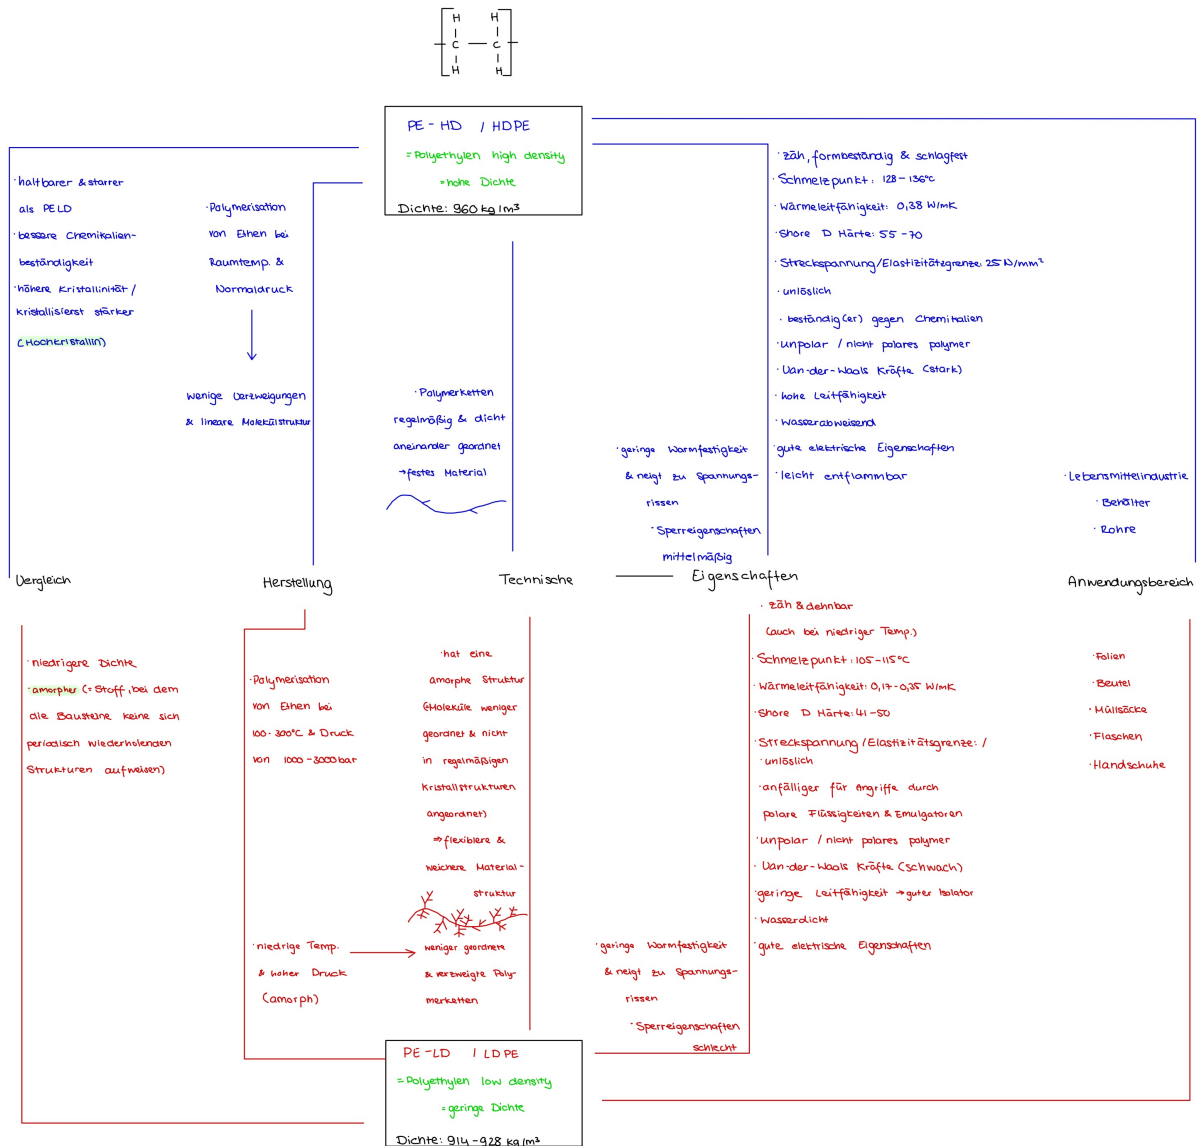 H H
C C
H H
PE-HD / HDPE
=Polyethylen high density
=hohe Dichte
Dichte: 960 kg/m³
·haltbarer & starrer
als PELD
·bessere Chemikalien-
beständigkeit
·höhere Kristallinität /
kristallisierst stärker
(Hochkristallin)
·Polymerisation
von Ethen bei
Raumtemp. &
Normaldruck
wenige Verzweigungen
& lineare Molekülstruktur
·Polymerketten
regelmäßig & dicht
aneinander geordnet
→festes Material
·geringe Warmfestigkeit
& neigt zu Spannungs-
rissen
·Sperreigenschaften
mittelmäßig
·zäh, formbeständig & schlagfest
·Schmelzpunkt: 128-136°C
·Wärmeleitfähigkeit: 0,38 W/mK
·Shore D Härte: 55-70
·Streckspannung/Elastizitätsgrenze: 25 N/mm²
·unlöslich
·beständig(er) gegen Chemikalien
·unpolar / nicht polares polymer
·Van-der-Waals Kräfte (stark)
·hohe Leitfähigkeit
·wasserabweisend
·gute elektrische Eigenschaften
·leicht entflammbar
·Lebensmittelindustrie
·Behälter
·Rohre
Vergleich
Herstellung
Technische
Eigenschaften
Anwendungsbereich
·niedrigere Dichte
·amorpher (=Stoff, bei dem
die Bausteine keine sich
periodisch wiederholenden
Strukturen aufweisen)
·Polymerisation
von Ethen bei
100-300°C & Druck
von 1000-3000bar
·niedrige Temp.
& hoher Druck
(amorph)
·hat eine
amorphe Struktur
(Moleküle weniger
geordnet & nicht
in regelmäßigen
Kristallstrukturen
angeordnet)
⇒flexiblere &
weichere Material-
struktur
weniger geordnete
& verzweigte Poly-
merketten
·geringe Warmfestigkeit
& neigt zu Spannungs-
rissen
·Sperreigenschaften
schlecht
·zäh & dehnbar
(auch bei niedriger Temp.)
·Schmelzpunkt: 105-115°C
·Wärmeleitfähigkeit: 0,17-0,35 W/mK
·Shore D Härte: 41-50
·Streckspannung /Elastizitätsgrenze: /
·unlöslich
·anfälliger für Angriffe durch
polare Flüssigkeiten & Emulgatoren
·unpolar / nicht polares polymer
·Van-der-Waals Kräfte (schwach)
·geringe Leitfähigkeit →guter Isolator
·wasserdicht
·gute elektrische Eigenschaften
·Folien
·Beutel
·Müllsäcke
·Flaschen
·Handschuhe
PE-LD / LDPE
=Polyethylen low density
=geringe Dichte
Dichte: 914-928 kg/m³